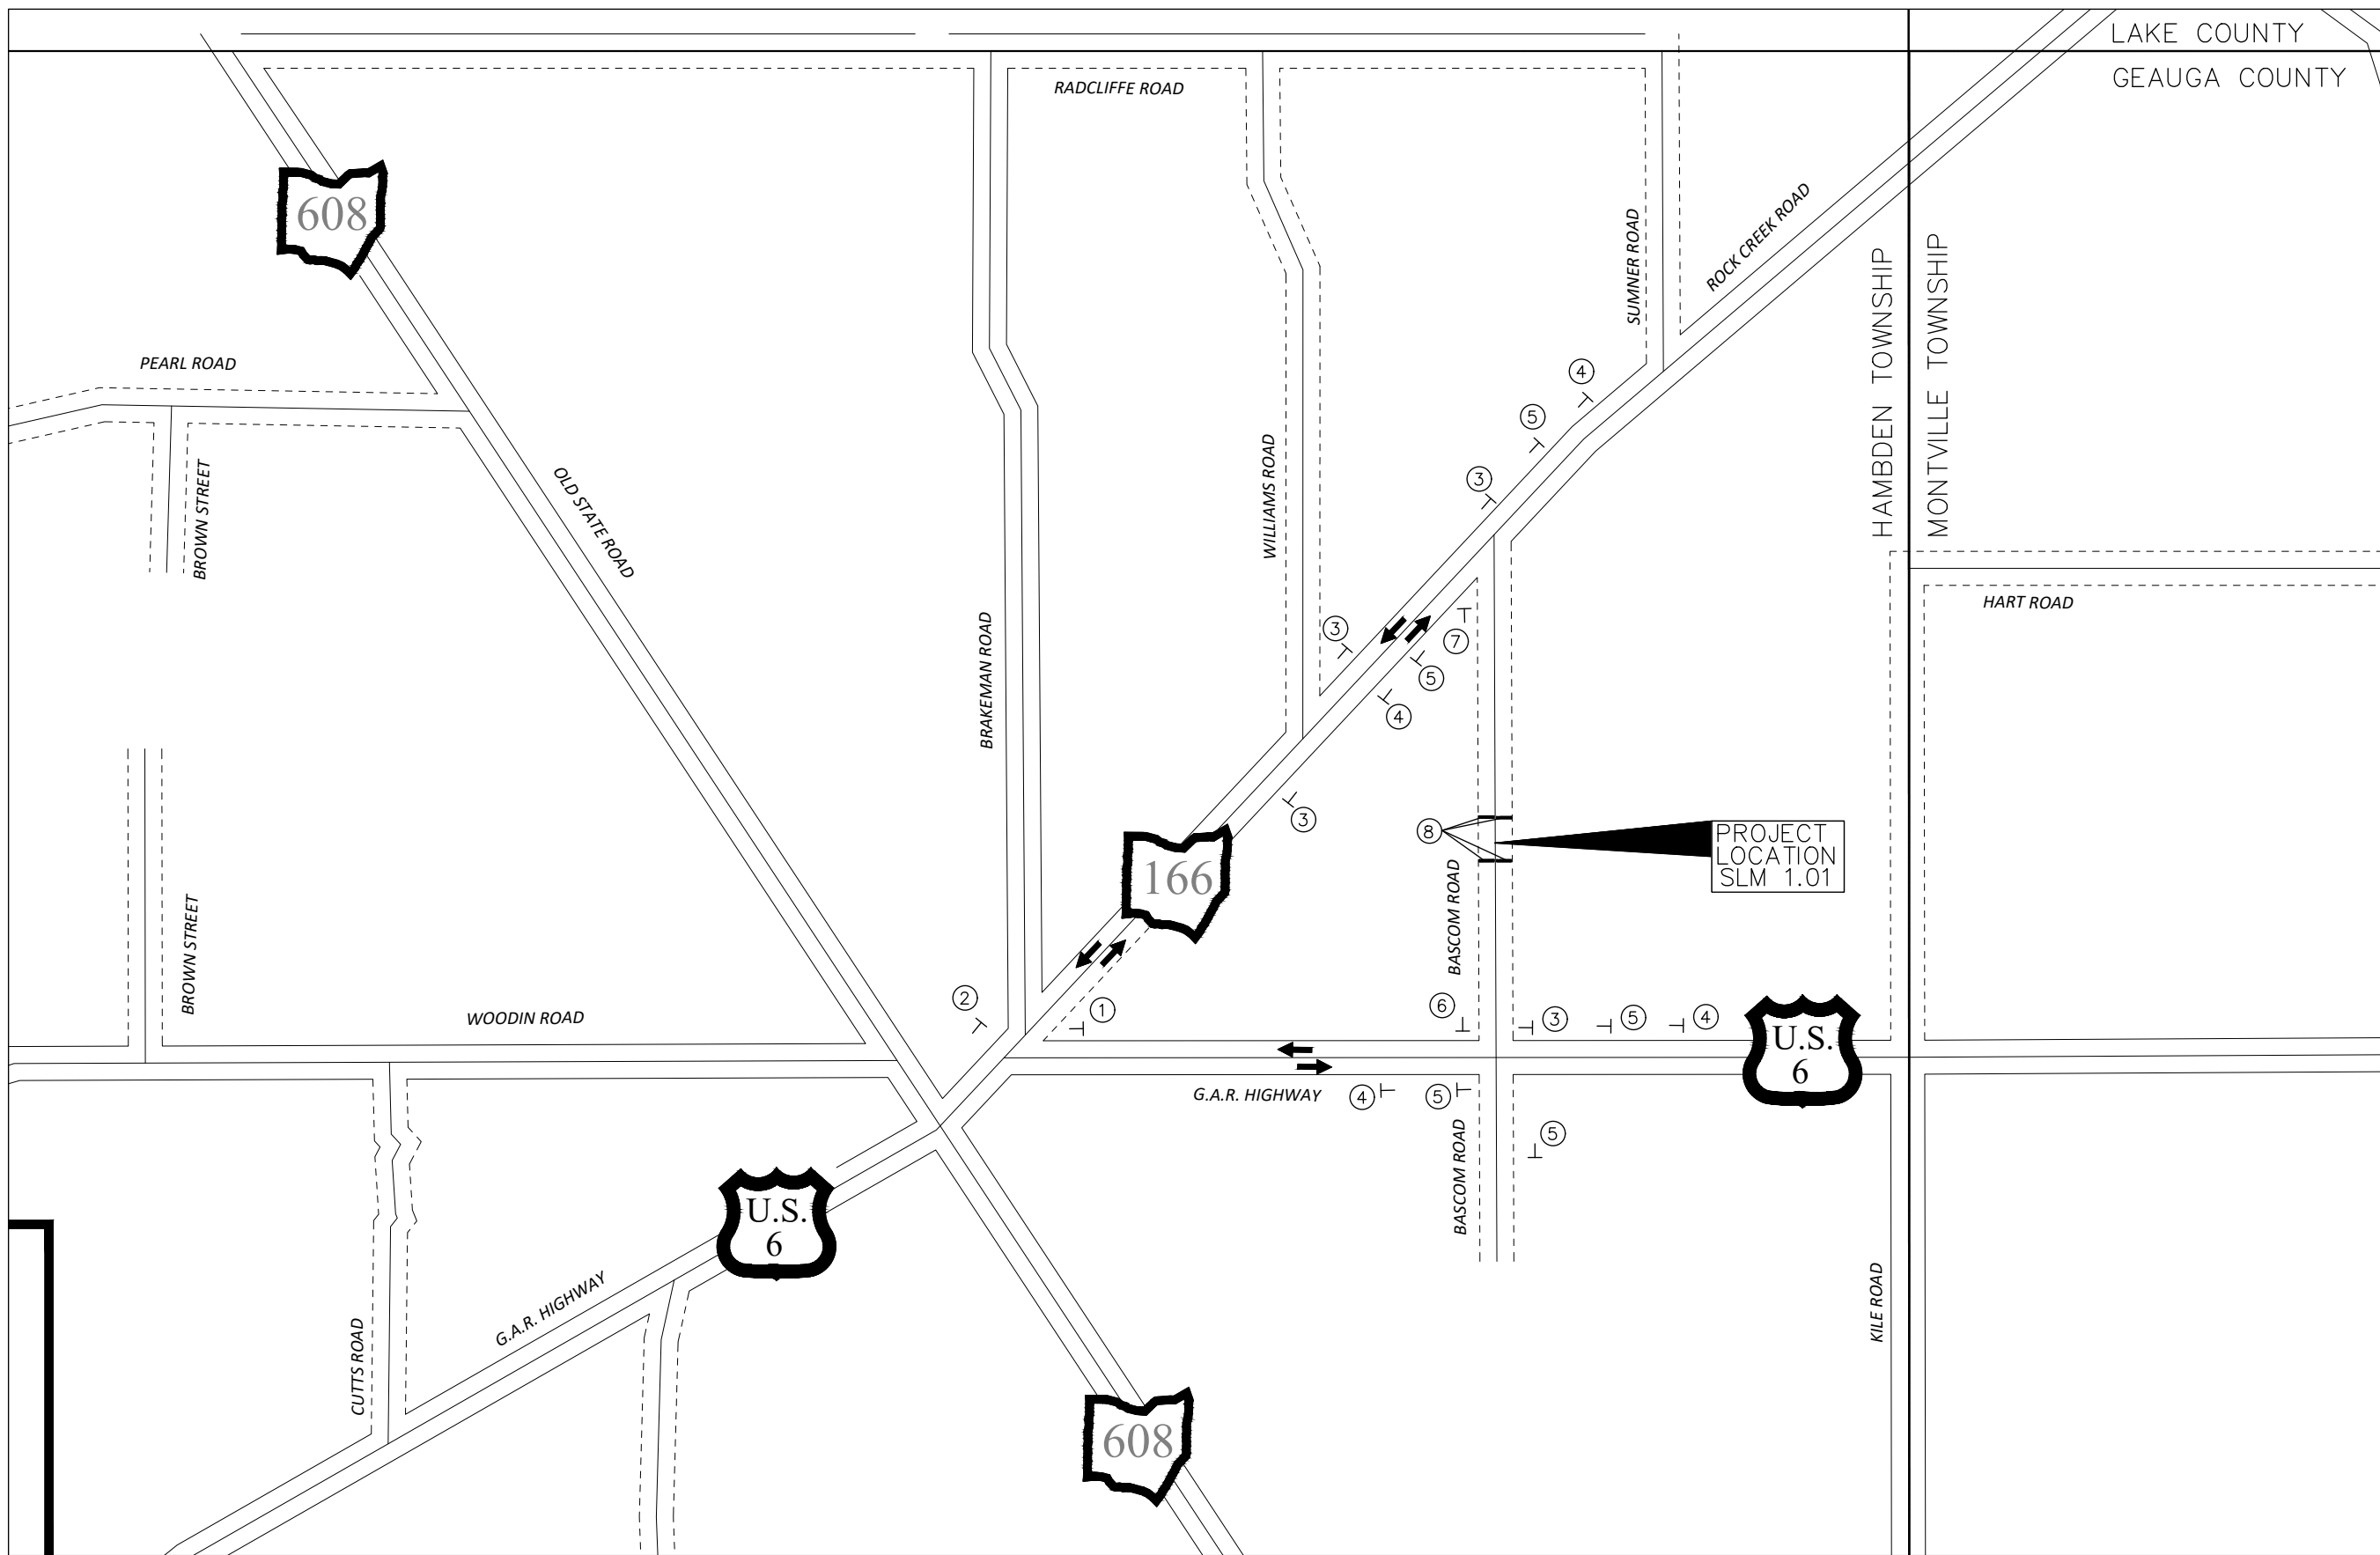 LAKE COUNTY
GEAUGA COUNTY
RADCLIFFE ROAD
608
ROCK CREEK ROAD
SUMNER ROAD
HAMBDEN TOWNSHIP
MONTVILLE TOWNSHIP
PEARL ROAD
4
5
BROWN STREET
OLD STATE ROAD
WILLIAMS ROAD
3
HART ROAD
BRAKEMAN ROAD
3
7
5
4
3
8
PROJECT
LOCATION
SLM 1.01
166
BASCOM ROAD
BROWN STREET
WOODIN ROAD
2
1
6
3
5
4
U.S.
6
G.A.R. HIGHWAY
4
5
5
BASCOM ROAD
U.S.
6
G.A.R. HIGHWAY
CUTTS ROAD
KILE ROAD
608